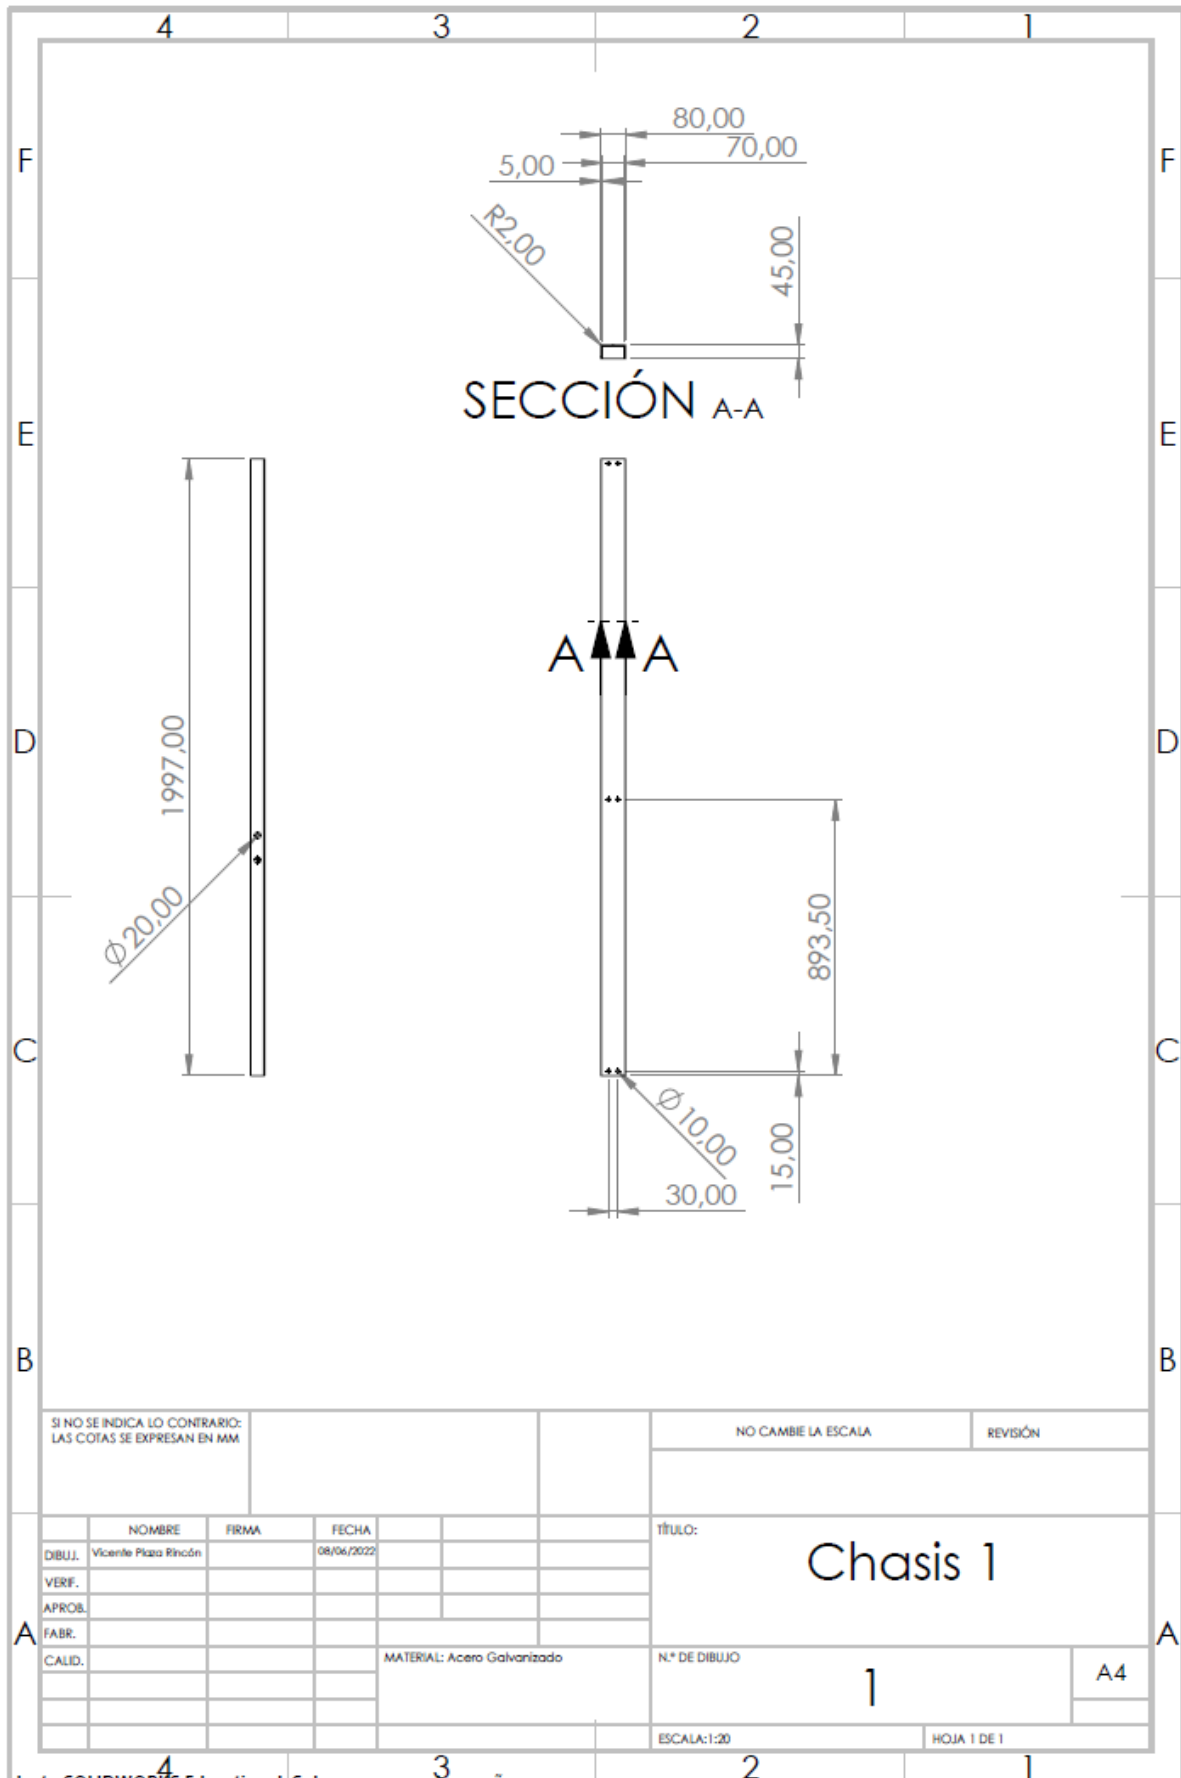 4 3 2 1
F F
80,00
70,00
5,00
R2,00
45,00
SECCIÓN A-A
E E
A A
D D
1997,00
Ø20,00
893,50
C C
Ø10,00
15,00
30,00
B B
SI NO SE INDICA LO CONTRARIO:
LAS COTAS SE EXPRESAN EN MM
NO CAMBIE LA ESCALA
REVISIÓN
NOMBRE FIRMA FECHA
TÍTULO:
DIBUJ. Vicente Plaza Rincón 08/06/2022
Chasis 1
VERIF.
APROB.
A A
FABR.
CALID.
MATERIAL: Acero Galvanizado
N.º DE DIBUJO
1
A4
ESCALA:1:20
HOJA 1 DE 1
4 3 2 1